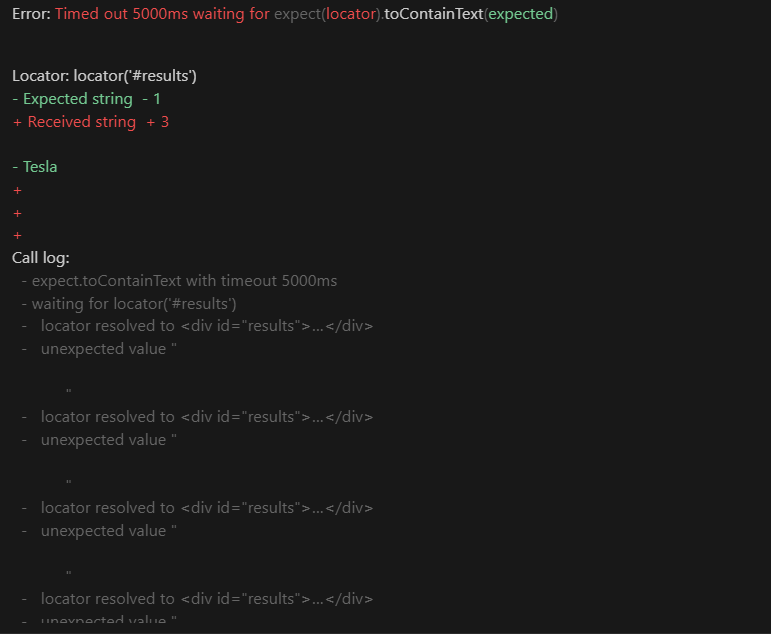 Error: Timed out 5000ms waiting for expect(locator).toContainText(expected)
Locator: locator('#results')
- Expected string - 1
+ Received string + 3
- Tesla
+
+
+
Call log:
- expect.toContainText with timeout 5000ms
- waiting for locator('#results')
- locator resolved to <div id="results">…</div>
- unexpected value "
"
- locator resolved to <div id="results">…</div>
- unexpected value "
"
- locator resolved to <div id="results">…</div>
- unexpected value "
"
- locator resolved to <div id="results">…</div>
- unexpected value "